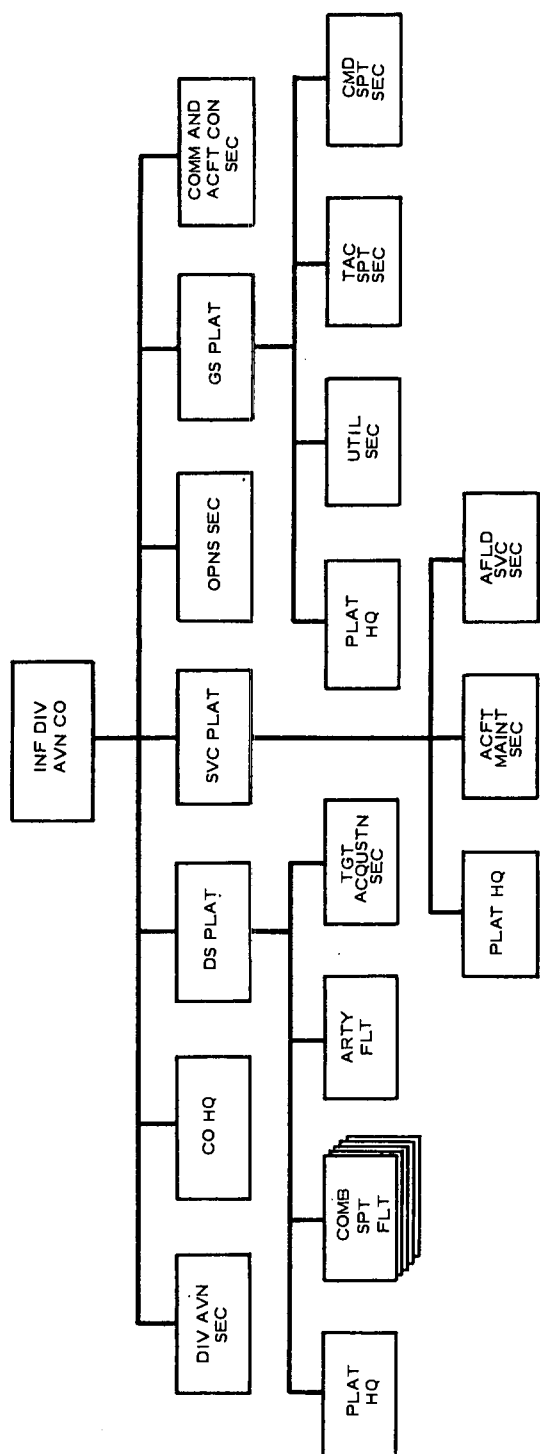 INF DIV
AVN CO
DIV AVN
SEC
CO HQ
DS PLAT
SVC PLAT
OPNS SEC
GS PLAT
COMM AND
ACFT CON
SEC
PLAT
HQ
COMB
SPT
FLT
ARTY
FLT
TGT
ACQUSTN
SEC
PLAT
HQ
UTIL
SEC
TAC
SPT
SEC
CMD
SPT
SEC
PLAT HQ
ACFT
MAINT
SEC
AFLD
SVC
SEC